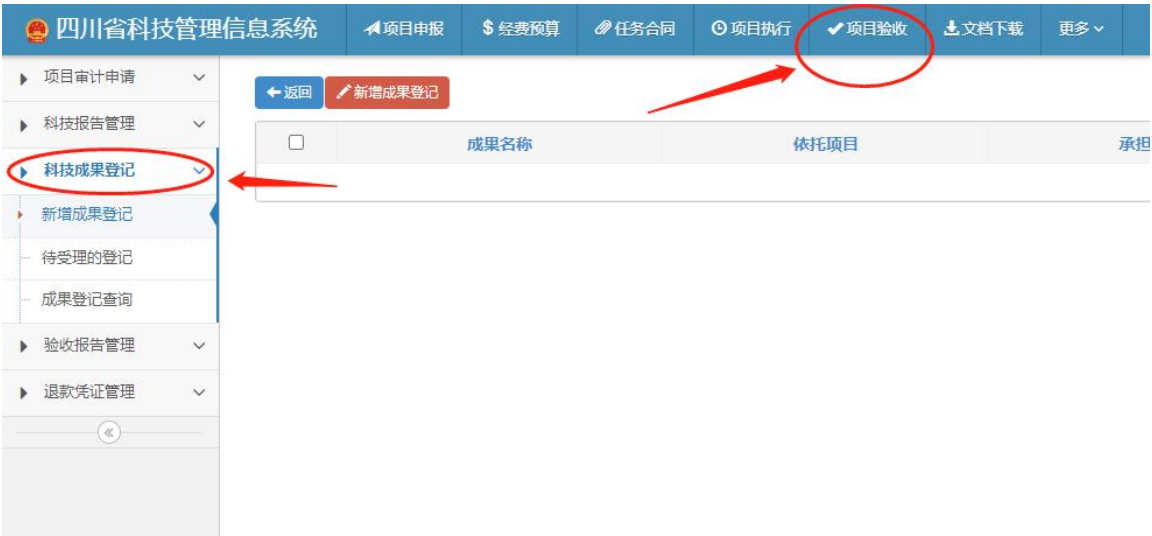 四川省科技管理信息系统 项目申报 $ 经费预算 任务合同 项目执行 项目验收 文档下载 更多
项目审计申请
返回 新增成果登记
科技报告管理
成果名称 依托项目 承担
科技成果登记
新增成果登记
待受理的登记
成果登记查询
验收报告管理
退款凭证管理